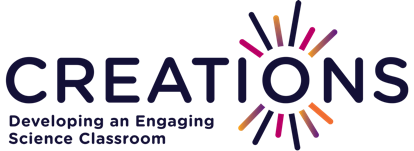 CREATIONS
Developing an Engaging
Science Classroom